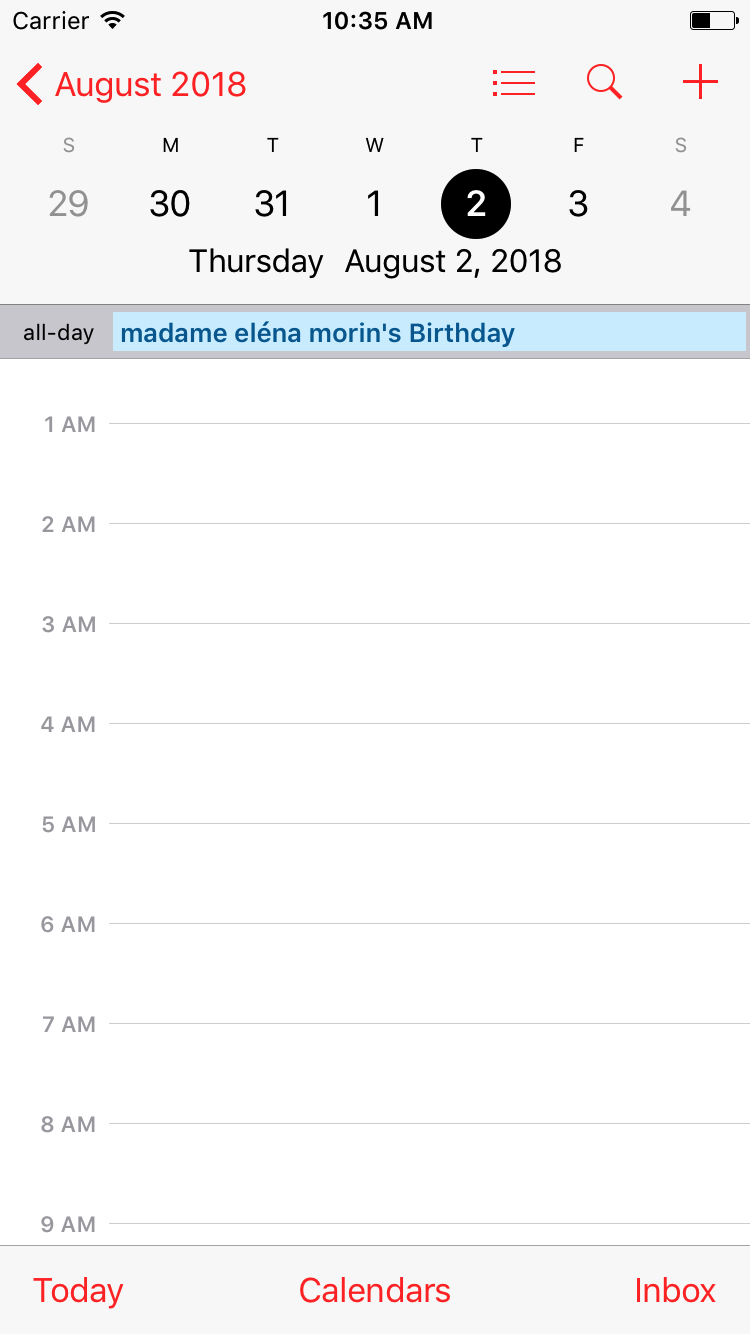 Carrier 10:35 AM
August 2018
S M T W T F S
29 30 31 1 2 3 4
Thursday August 2, 2018
all-day madame eléna morin's Birthday
1 AM
2 AM
3 AM
4 AM
5 AM
6 AM
7 AM
8 AM
9 AM
Today Calendars Inbox